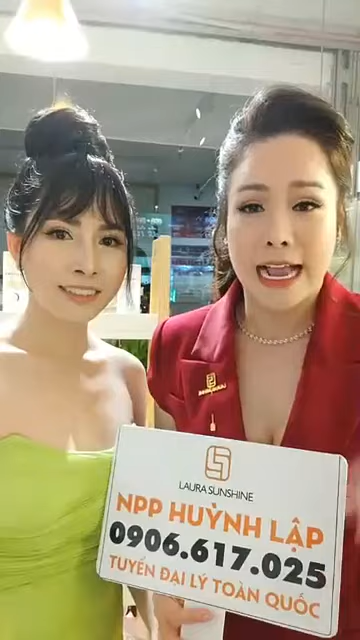 LAURA SUNSHINE
NPP HUỲNH LẬP
0906.617.025
TUYỂN ĐẠI LÝ TOÀN QUỐC